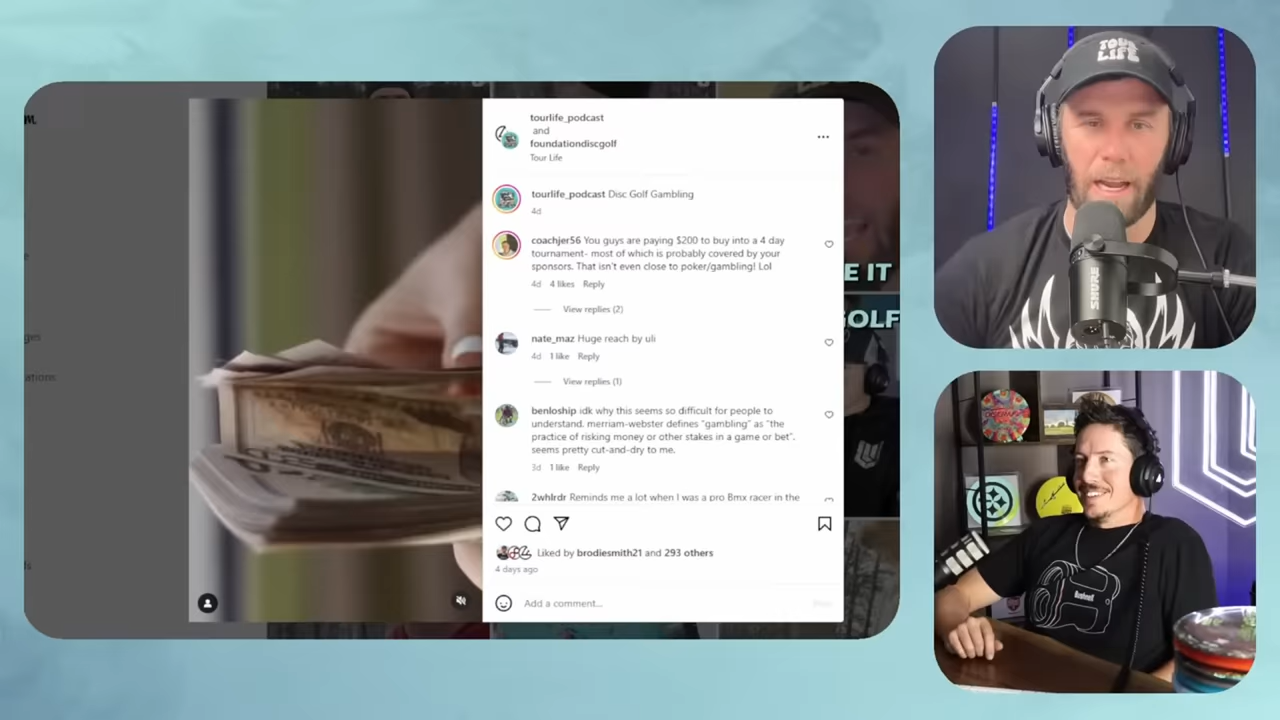 tourlife_podcast
and
foundationdiscgolf
Tour Life
tourlife_podcast Disc Golf Gambling
4d
coachjer56 You guys are paying $200 to buy into a 4 day
tournament- most of which is probably covered by your
sponsors. That isn't even close to poker/gambling! Lol
4d 4 likes Reply
View replies (2)
nate_maz Huge reach by uli
4d 1 like Reply
View replies (1)
benloship idk why this seems so difficult for people to
understand. merriam-webster defines "gambling" as "the
practice of risking money or other stakes in a game or bet".
seems pretty cut-and-dry to me.
3d 1 like Reply
2whlrdr Reminds me a lot when I was a pro Bmx racer in the
Liked by brodiesmith21 and 293 others
4 days ago
Add a comment...
E IT
GOLF
TOUR
LIFE
SHURE
Bushnell